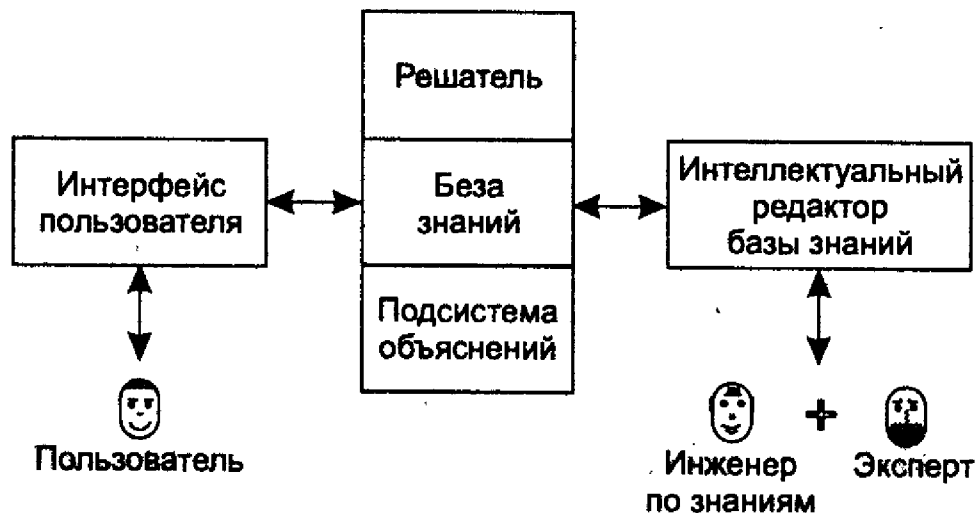 Решатель
Интерфейс
пользователя
Беза
знаний
Интеллектуальный
редактор
базы знаний
Подсистема
объяснений
Пользователь
Инженер
по знаниям
+
Эксперт